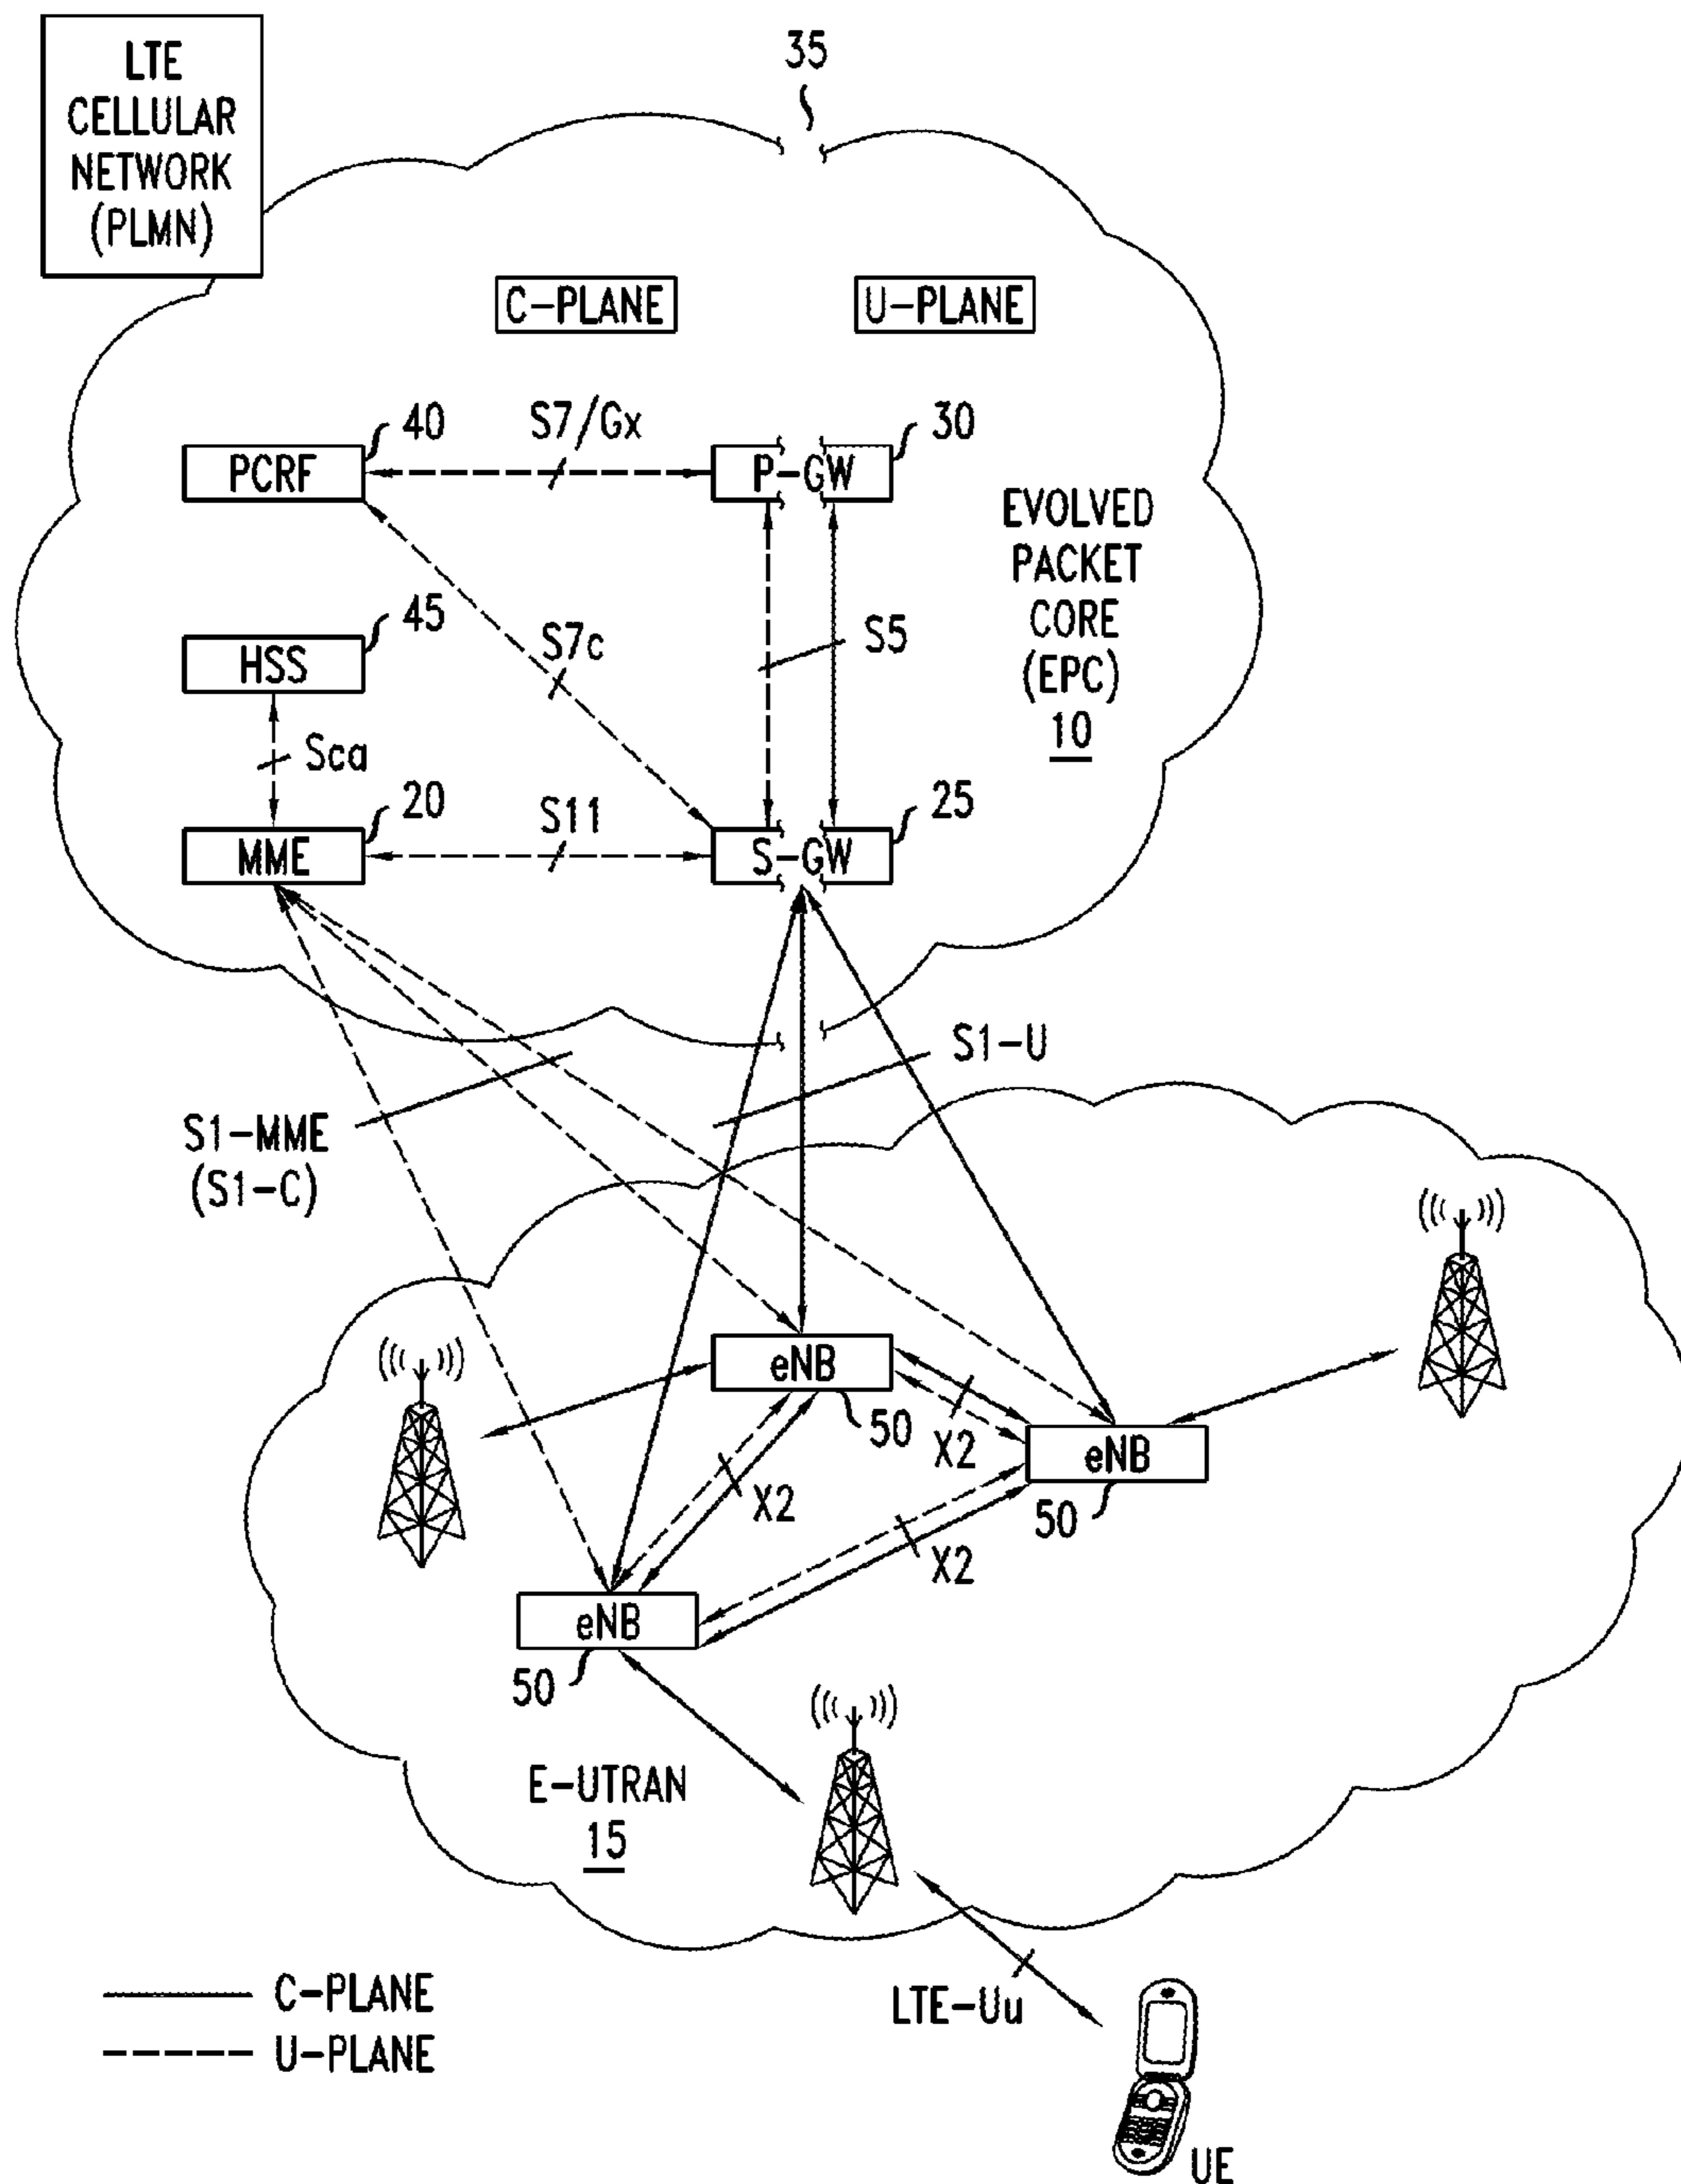 LTE
CELLULAR
NETWORK
(PLMN)
35
C-PLANE
U-PLANE
40
S7/Gx
30
PCRF
P-GW
EVOLVED
PACKET
CORE
(EPC)
10
45
S7c
S5
HSS
Sca
20
S11
25
MME
S-GW
S1-U
S1-MME
(S1-C)
eNB
50
X2
eNB
X2
50
X2
eNB
50
E-UTRAN
15
C-PLANE
LTE-Uu
U-PLANE
UE